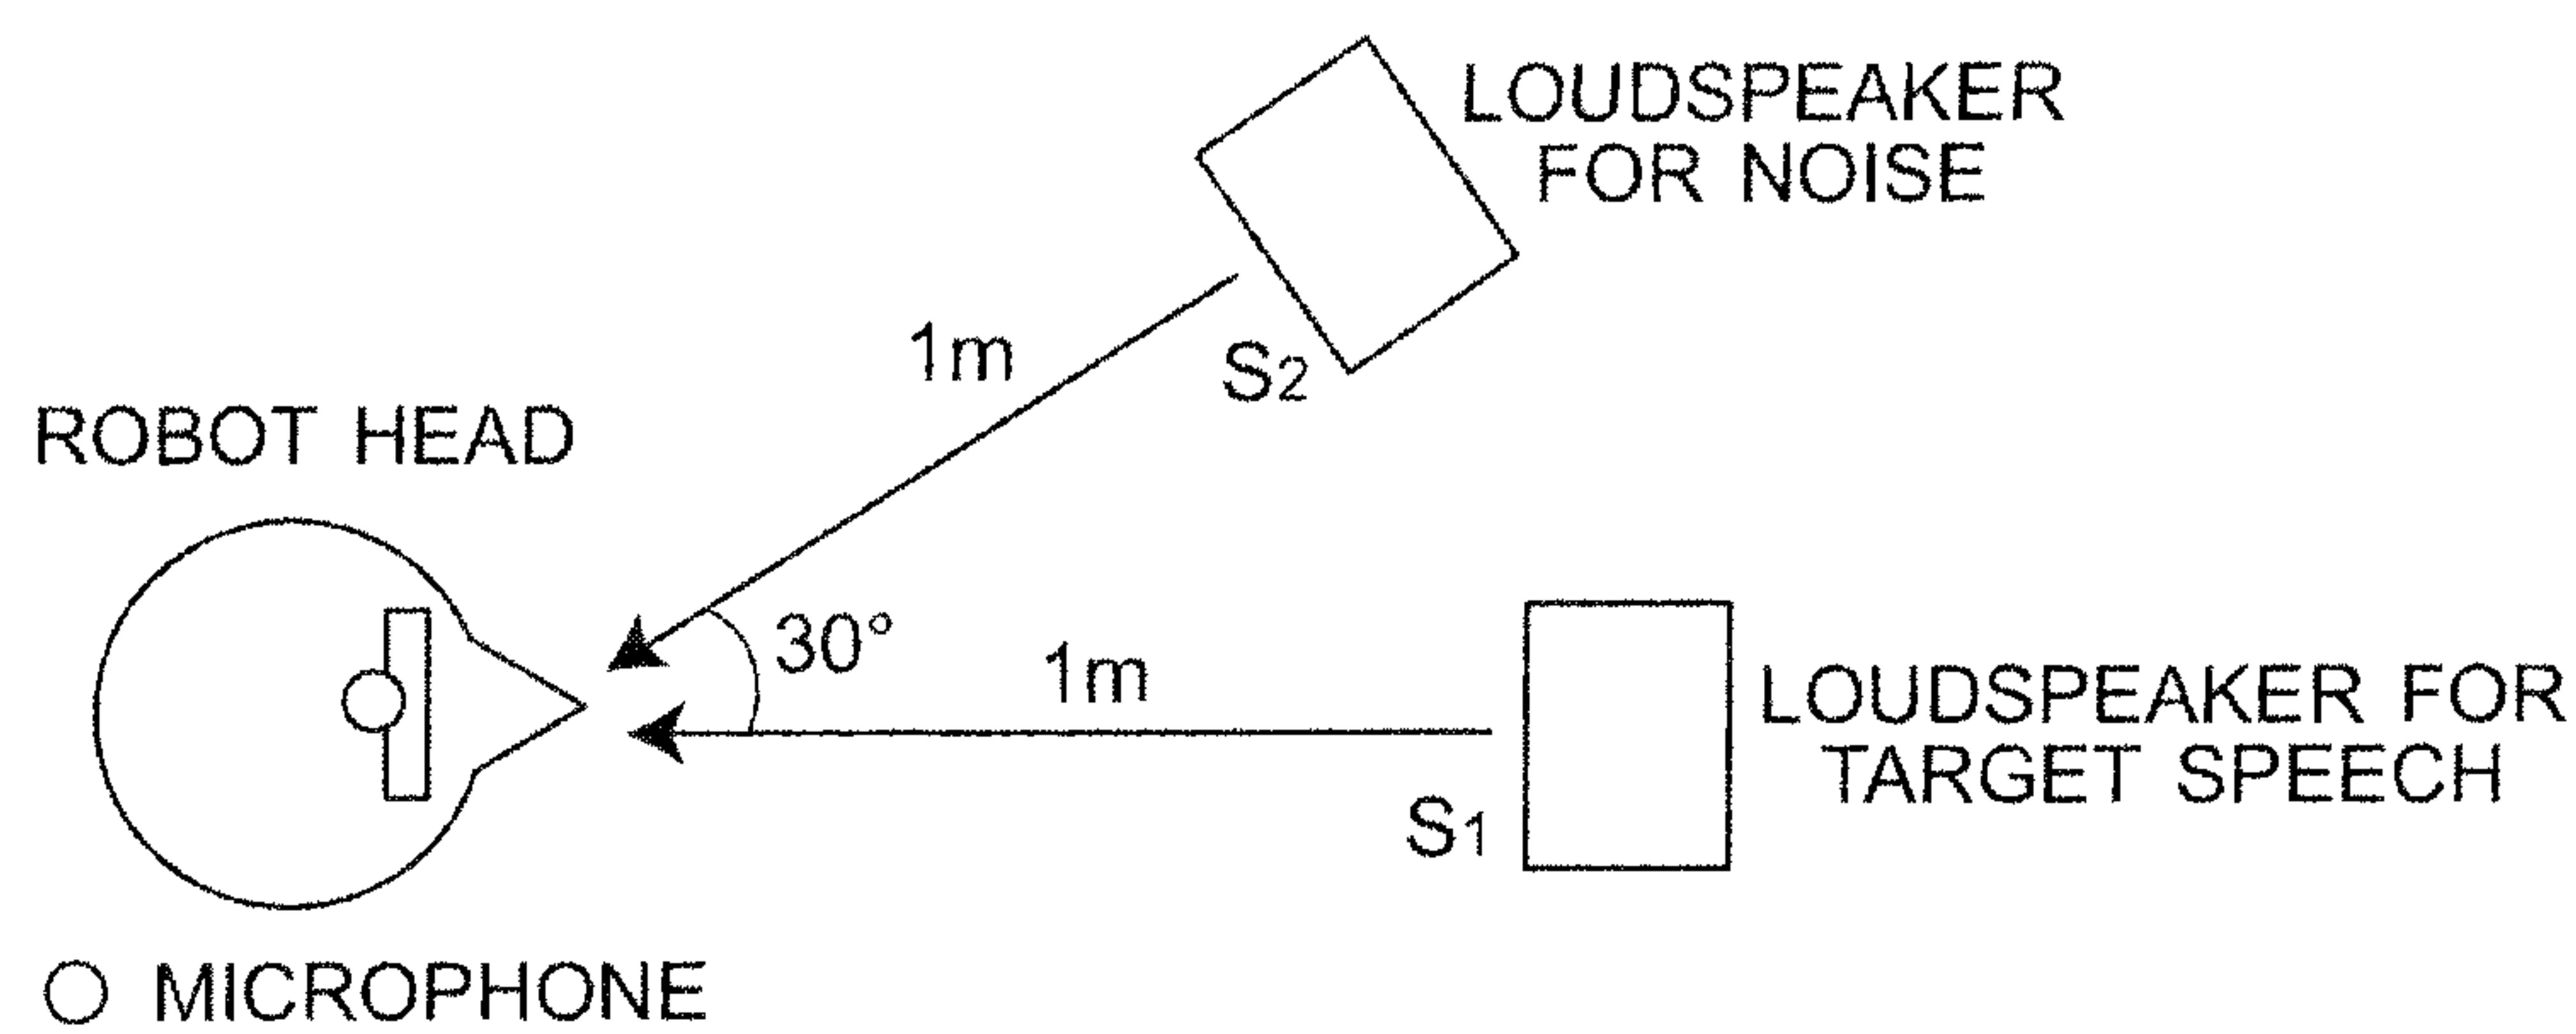 LOUDSPEAKER
FOR NOISE
1m
S2
ROBOT HEAD
30°
1m
LOUDSPEAKER FOR
TARGET SPEECH
S1
MICROPHONE